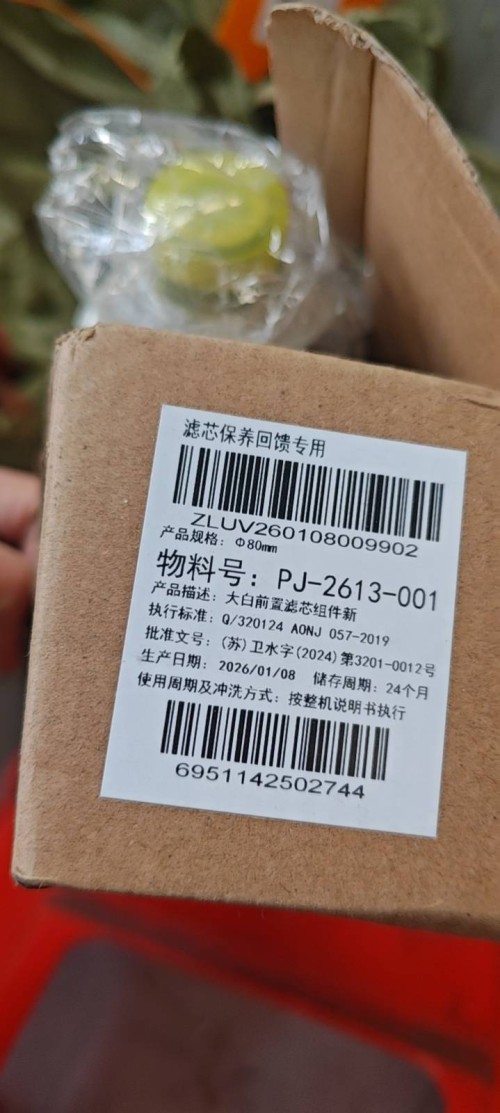 滤芯保养回馈专用
ZLUV260108009902
产品规格：Φ80mm
物料号：PJ-2613-001
产品描述：大白前置滤芯组件新
执行标准：Q/320124 AONJ 057-2019
批准文号：(苏)卫水字(2024)第3201-0012号
生产日期：2026/01/08 储存周期：24个月
使用周期及冲洗方式：按整机说明书执行
6951142502744